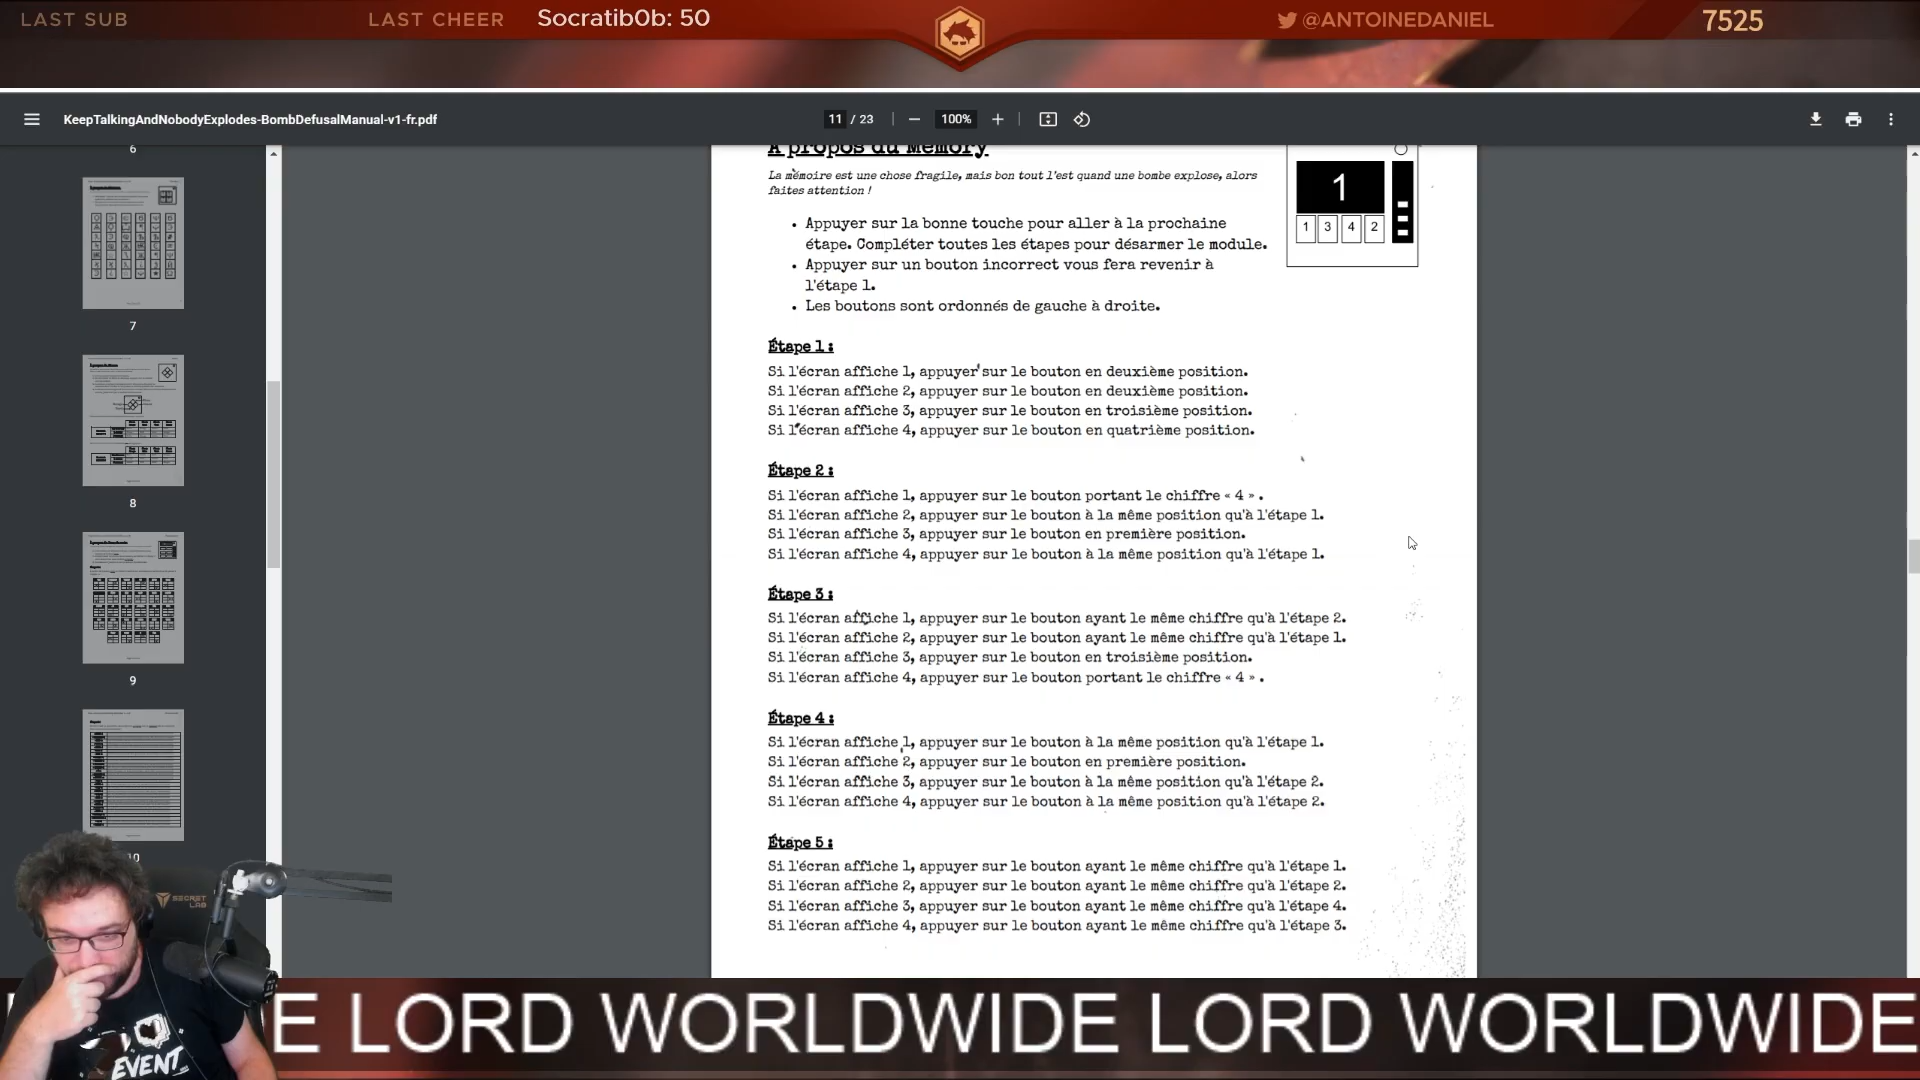 LAST SUB
LAST CHEER
Socratib0b: 50
@ANTOINEDANIEL
7525
KeepTalkingAndNobodyExplodes-BombDefusalManual-v1-fr.pdf
11 / 23
100%
6
7
8
9
10
À propos du Memory
La mémoire est une chose fragile, mais bon tout l'est quand une bombe explose, alors
faites attention !
1
1 3 4 2
• Appuyer sur la bonne touche pour aller à la prochaine
étape. Compléter toutes les étapes pour désarmer le module.
• Appuyer sur un bouton incorrect vous fera revenir à
l'étape 1.
• Les boutons sont ordonnés de gauche à droite.
Étape 1 :
Si l'écran affiche 1, appuyer sur le bouton en deuxième position.
Si l'écran affiche 2, appuyer sur le bouton en deuxième position.
Si l'écran affiche 3, appuyer sur le bouton en troisième position.
Si l'écran affiche 4, appuyer sur le bouton en quatrième position.
Étape 2 :
Si l'écran affiche 1, appuyer sur le bouton portant le chiffre « 4 » .
Si l'écran affiche 2, appuyer sur le bouton à la même position qu'à l'étape 1.
Si l'écran affiche 3, appuyer sur le bouton en première position.
Si l'écran affiche 4, appuyer sur le bouton à la même position qu'à l'étape 1.
Étape 3 :
Si l'écran affiche 1, appuyer sur le bouton ayant le même chiffre qu'à l'étape 2.
Si l'écran affiche 2, appuyer sur le bouton ayant le même chiffre qu'à l'étape 1.
Si l'écran affiche 3, appuyer sur le bouton en troisième position.
Si l'écran affiche 4, appuyer sur le bouton portant le chiffre « 4 » .
Étape 4 :
Si l'écran affiche 1, appuyer sur le bouton à la même position qu'à l'étape 1.
Si l'écran affiche 2, appuyer sur le bouton en première position.
Si l'écran affiche 3, appuyer sur le bouton à la même position qu'à l'étape 2.
Si l'écran affiche 4, appuyer sur le bouton à la même position qu'à l'étape 2.
Étape 5 :
Si l'écran affiche 1, appuyer sur le bouton ayant le même chiffre qu'à l'étape 1.
Si l'écran affiche 2, appuyer sur le bouton ayant le même chiffre qu'à l'étape 2.
Si l'écran affiche 3, appuyer sur le bouton ayant le même chiffre qu'à l'étape 4.
Si l'écran affiche 4, appuyer sur le bouton ayant le même chiffre qu'à l'étape 3.
SECRET
LAB
EVENT
E LORD WORLDWIDE LORD WORLDWIDE